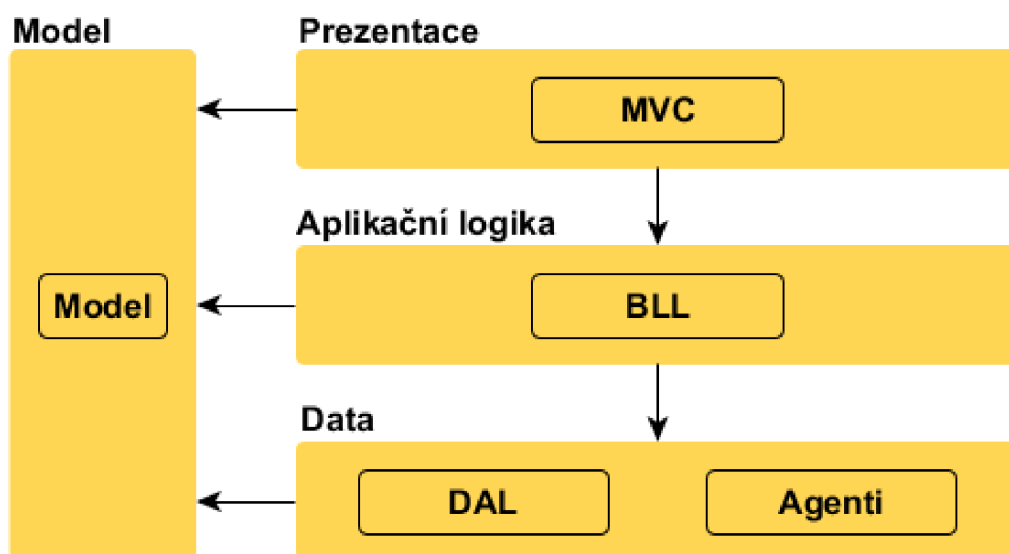 Model
Prezentace
MVC
Aplikační logika
Model
BLL
Data
DAL
Agenti